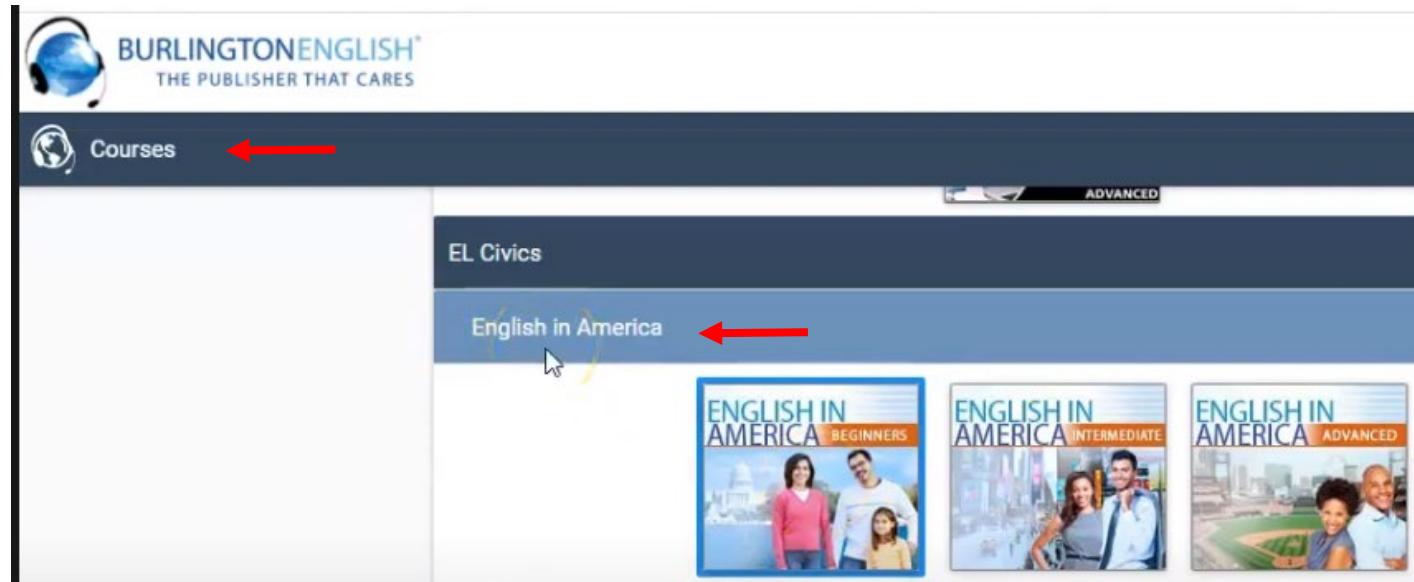 BURLINGTONENGLISH®
THE PUBLISHER THAT CARES
Courses
ADVANCED
EL Civics
English in America
ENGLISH IN
AMERICA BEGINNERS
ENGLISH IN
AMERICA INTERMEDIATE
ENGLISH IN
AMERICA ADVANCED